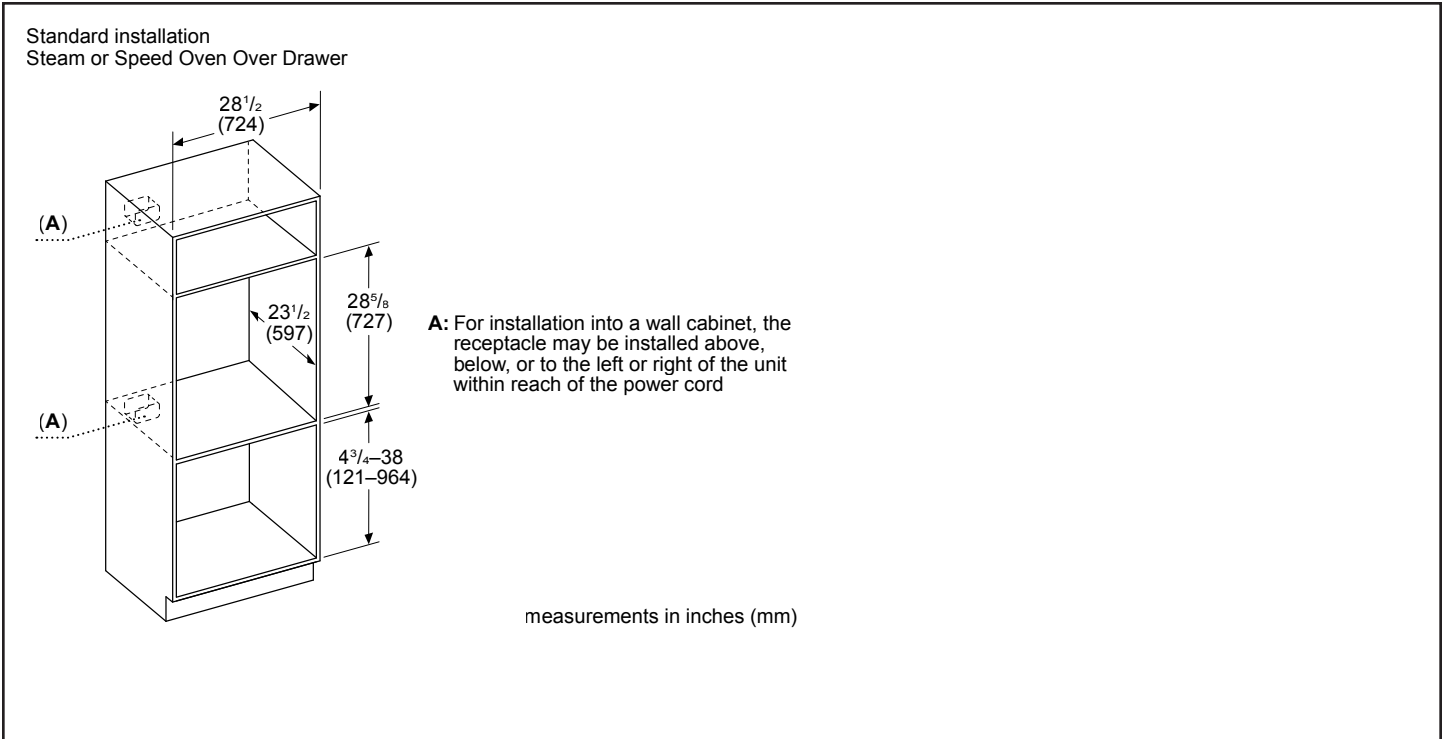 Standard installation
Steam or Speed Oven Over Drawer
28¹/₂
(724)
(A)
23¹/₂
(597)
28⁵/₈
(727)
A: For installation into a wall cabinet, the
receptacle may be installed above,
below, or to the left or right of the unit
within reach of the power cord
(A)
4³/₄–38
(121–964)
measurements in inches (mm)